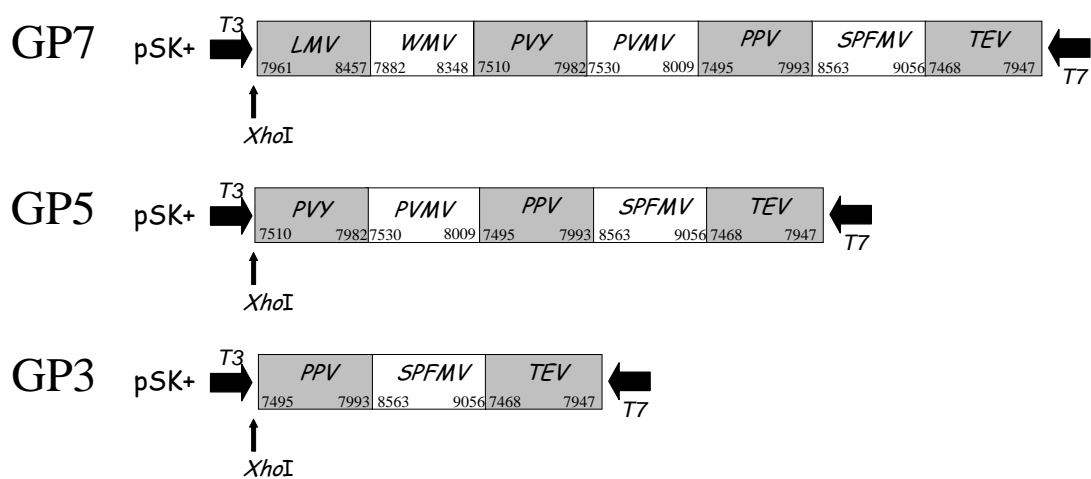 GP7 pSK+ T3 LMV WMV PVY PVMV PPV SPFMV TEV
7961 8457 7882 8348 7510 7982 7530 8009 7495 7993 8563 9056 7468 7947
T7
XhoI
GP5 pSK+ T3 PVY PVMV PPV SPFMV TEV
7510 7982 7530 8009 7495 7993 8563 9056 7468 7947
T7
XhoI
GP3 pSK+ T3 PPV SPFMV TEV
7495 7993 8563 9056 7468 7947
T7
XhoI